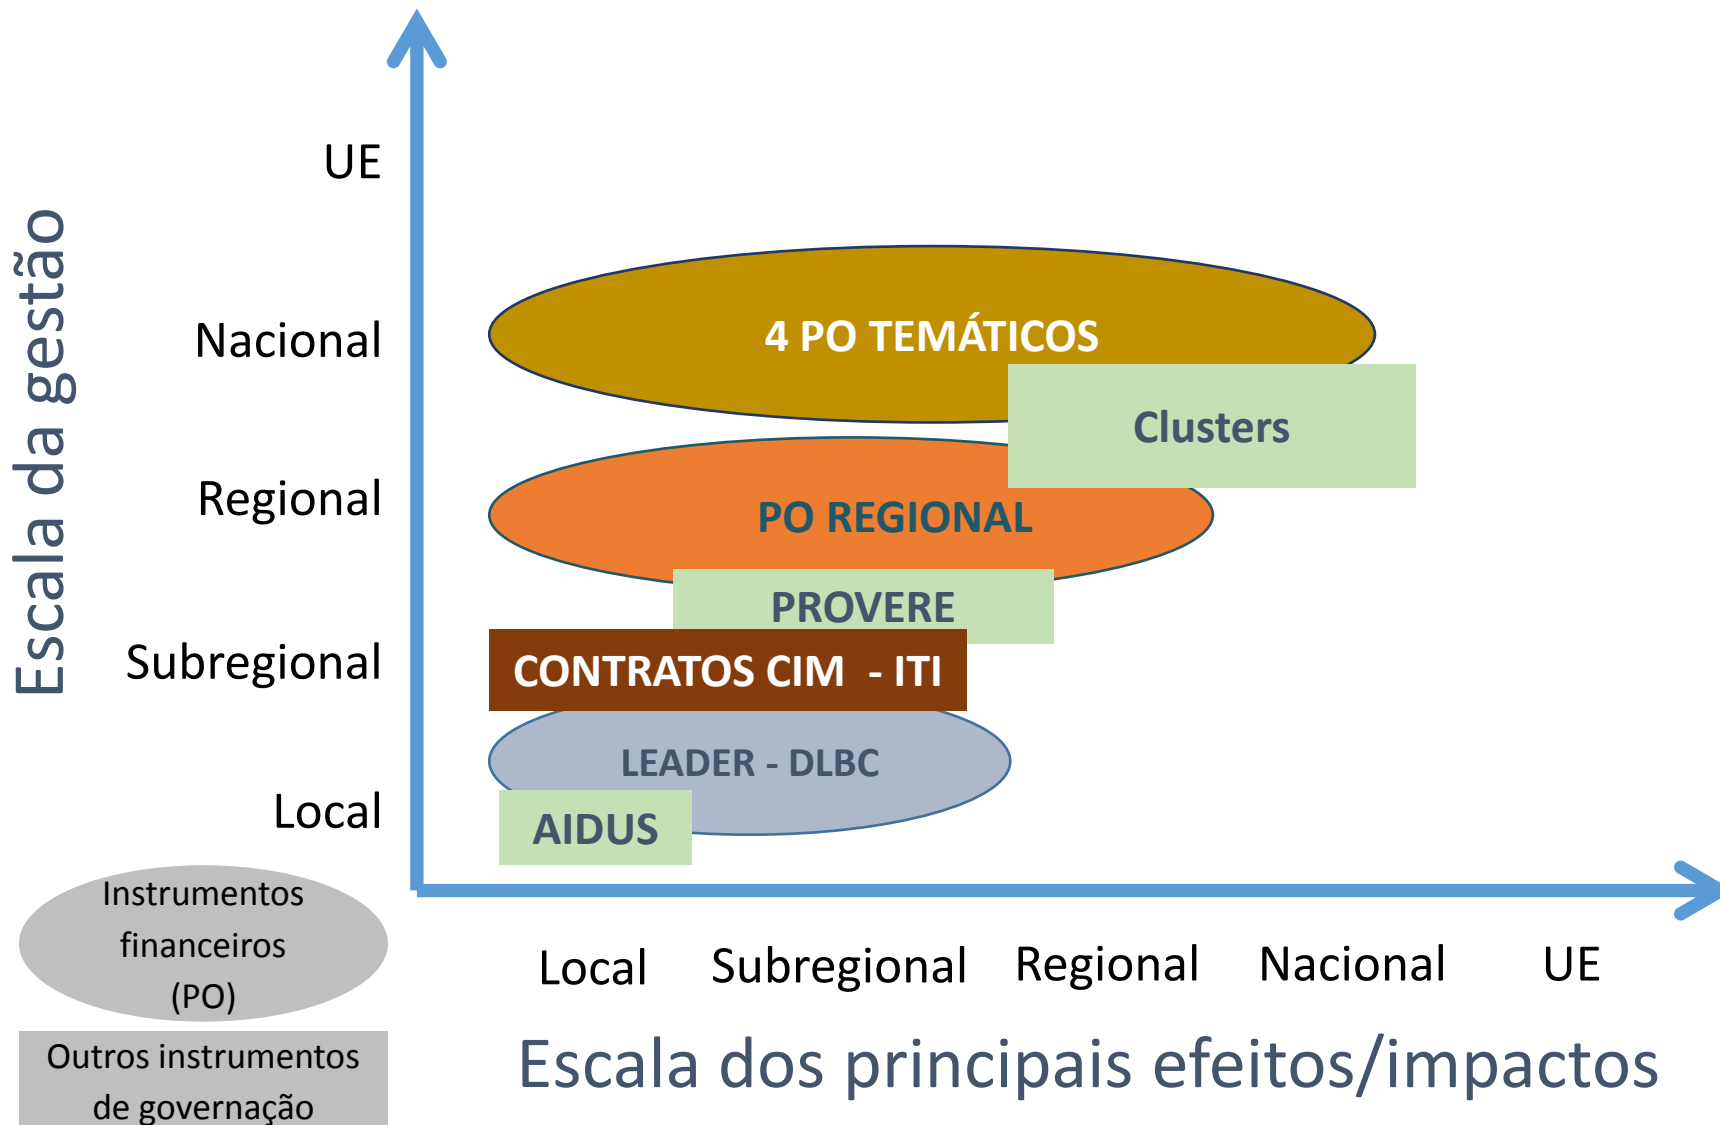 Escala da gestão
UE
Nacional
Regional
Subregional
Local
4 PO TEMÁTICOS
Clusters
PO REGIONAL
PROVERE
CONTRATOS CIM  - ITI
LEADER - DLBC
AIDUS
Instrumentos
financeiros
(PO)
Outros instrumentos
de governação
Local
Subregional
Regional
Nacional
UE
Escala dos principais efeitos/impactos